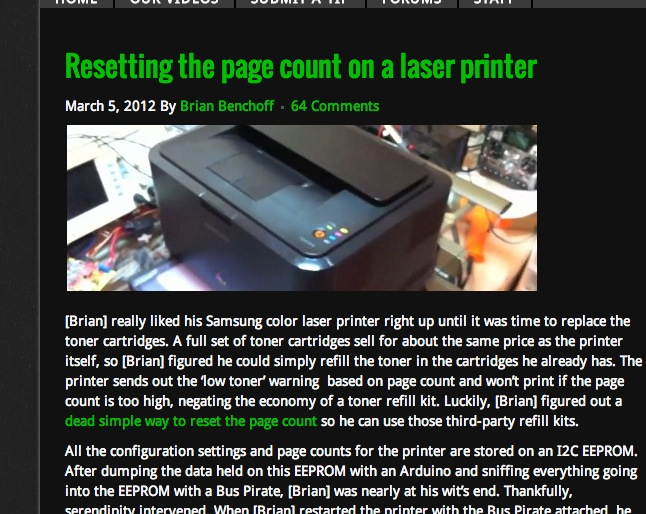 HOME OUR VIDEOS SUBMIT A TIP FORUMS STAFF
Resetting the page count on a laser printer
March 5, 2012 By Brian Benchoff • 64 Comments
[Brian] really liked his Samsung color laser printer right up until it was time to replace the
toner cartridges. A full set of toner cartridges sell for about the same price as the printer
itself, so [Brian] figured he could simply refill the toner in the cartridges he already has. The
printer sends out the ‘low toner’ warning  based on page count and won’t print if the page
count is too high, negating the economy of a toner refill kit. Luckily, [Brian] figured out a
dead simple way to reset the page count so he can use those third-party refill kits.
All the configuration settings and page counts for the printer are stored on an I2C EEPROM.
After dumping the data held on this EEPROM with an Arduino and sniffing everything going
into the EEPROM with a Bus Pirate, [Brian] was nearly at his wit’s end. Thankfully,
serendipity intervened. When [Brian] restarted the printer with the Bus Pirate attached, he